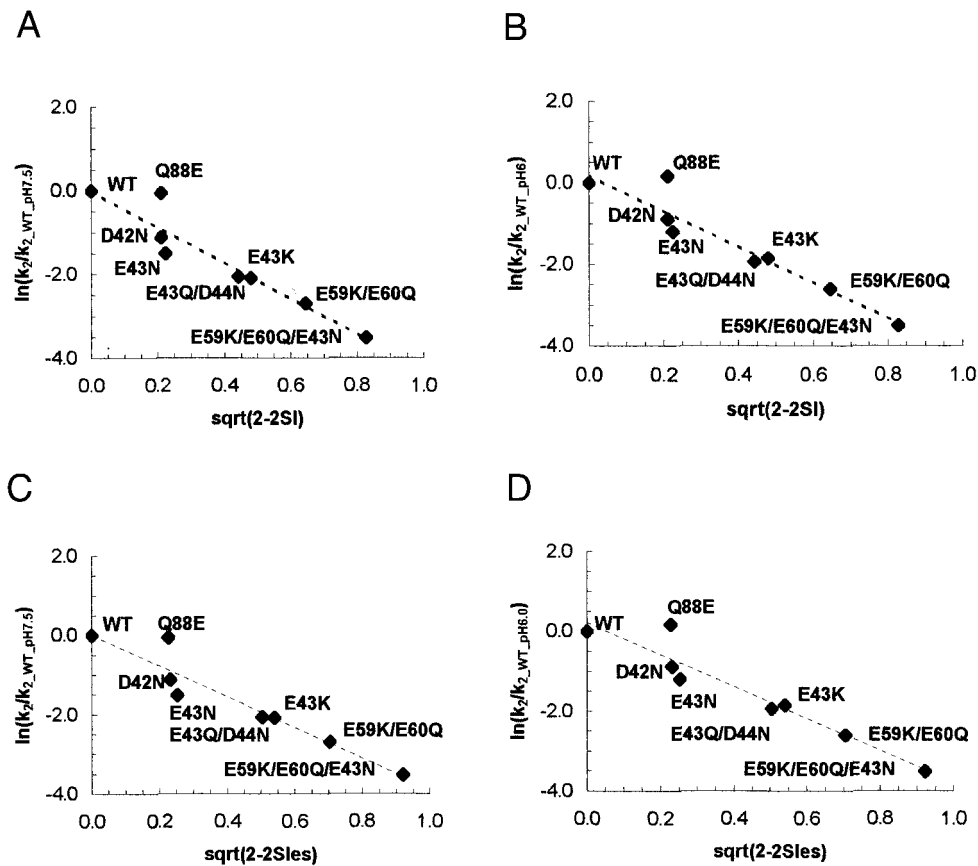 A
B
2.0
0.0
-2.0
-4.0
ln(k2/k2_WT_pH7.5)
WT
Q88E
D42N
E43N
E43K
E43Q/D44N
E59K/E60Q
E59K/E60Q/E43N
0.0 0.2 0.4 0.6 0.8 1.0
sqrt(2-2SI)
2.0
0.0
-2.0
-4.0
ln(k2/k2_WT_pH6)
WT
Q88E
D42N
E43N
E43K
E43Q/D44N
E59K/E60Q
E59K/E60Q/E43N
0.0 0.2 0.4 0.6 0.8 1.0
sqrt(2-2SI)
C
D
2.0
0.0
-2.0
-4.0
ln(k2/k2_WT_pH7.5)
WT
Q88E
D42N
E43N
E43K
E43Q/D44N
E59K/E60Q
E59K/E60Q/E43N
0.0 0.2 0.4 0.6 0.8 1.0
sqrt(2-2SIes)
2.0
0.0
-2.0
-4.0
ln(k2/k2_WT_pH6.0)
WT
Q88E
D42N
E43N
E43K
E43Q/D44N
E59K/E60Q
E59K/E60Q/E43N
0.0 0.2 0.4 0.6 0.8 1.0
sqrt(2-2SIes)